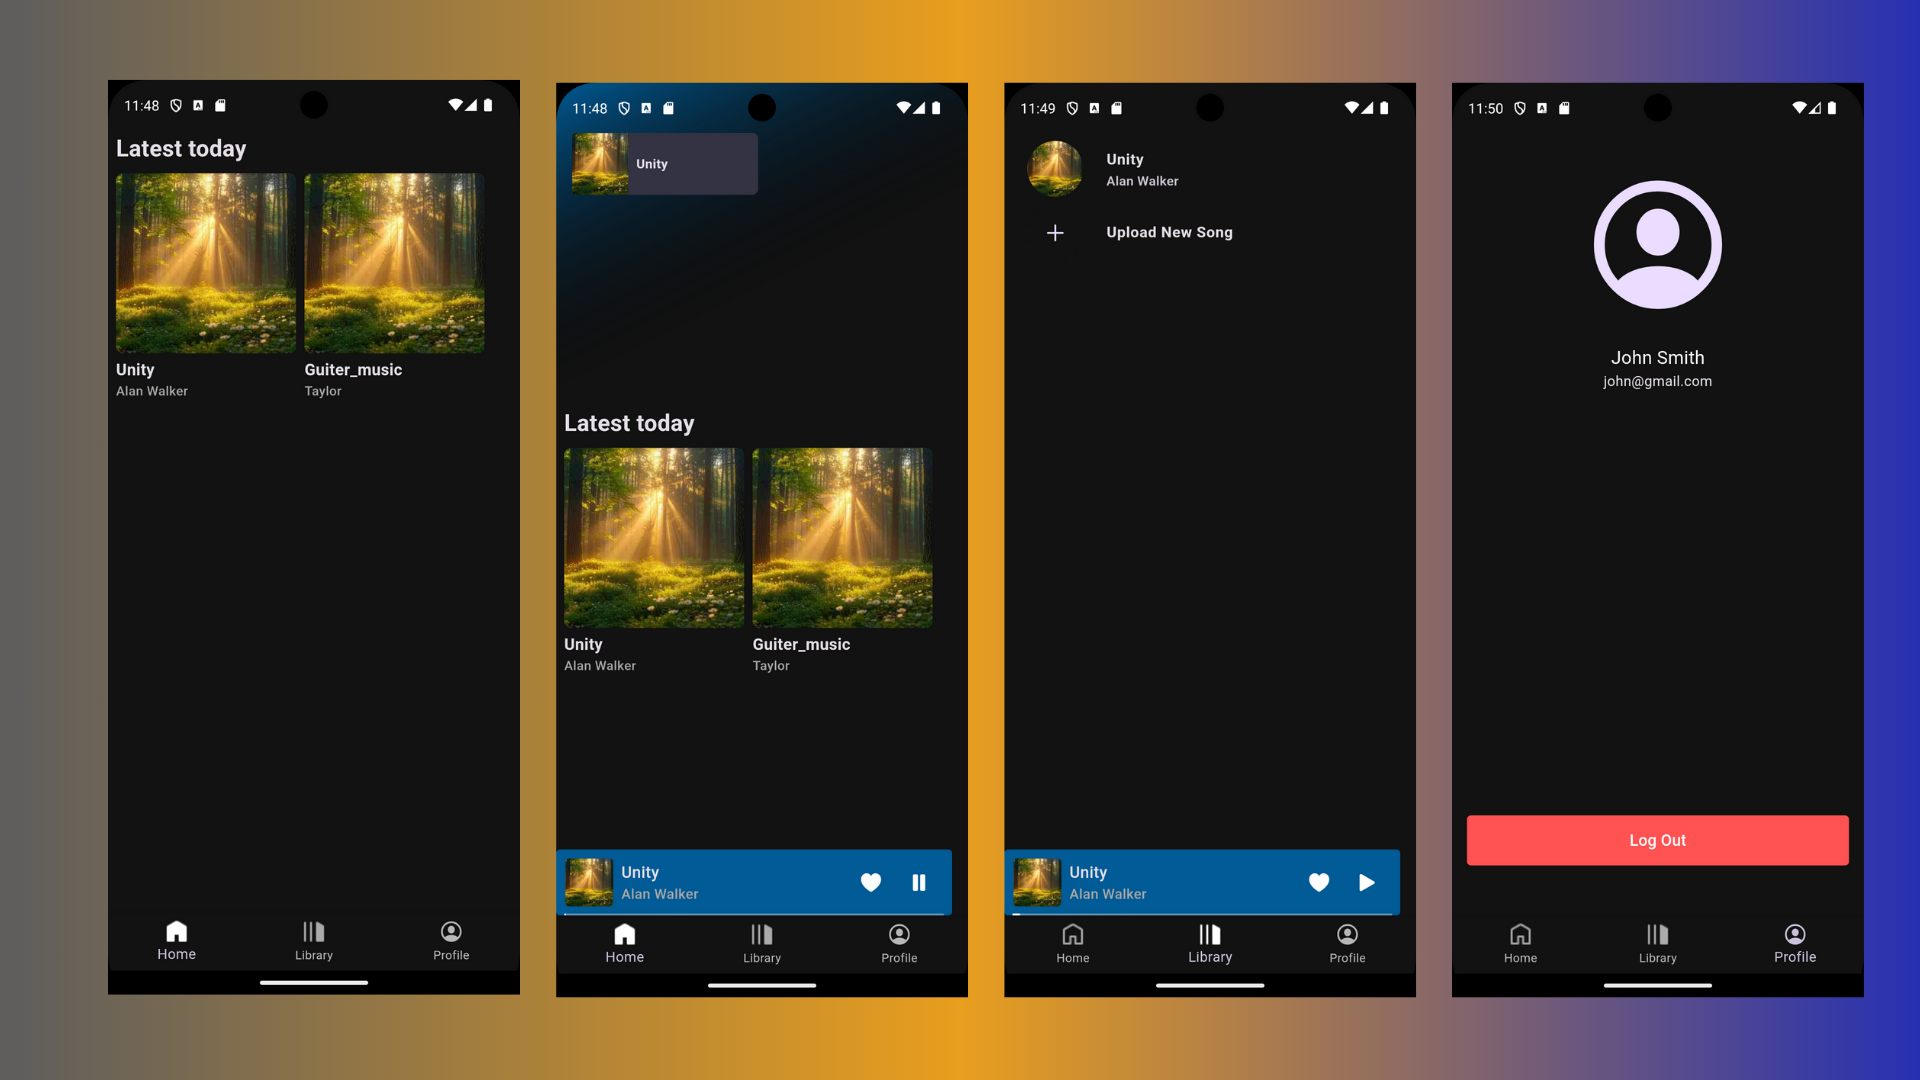 11:48
Latest today
Unity
Alan Walker
Guiter_music
Taylor
Home
Library
Profile
11:48
Unity
Latest today
Unity
Alan Walker
Guiter_music
Taylor
Unity
Alan Walker
Home
Library
Profile
11:49
Unity
Alan Walker
Upload New Song
Unity
Alan Walker
Home
Library
Profile
11:50
John Smith
john@gmail.com
Log Out
Home
Library
Profile